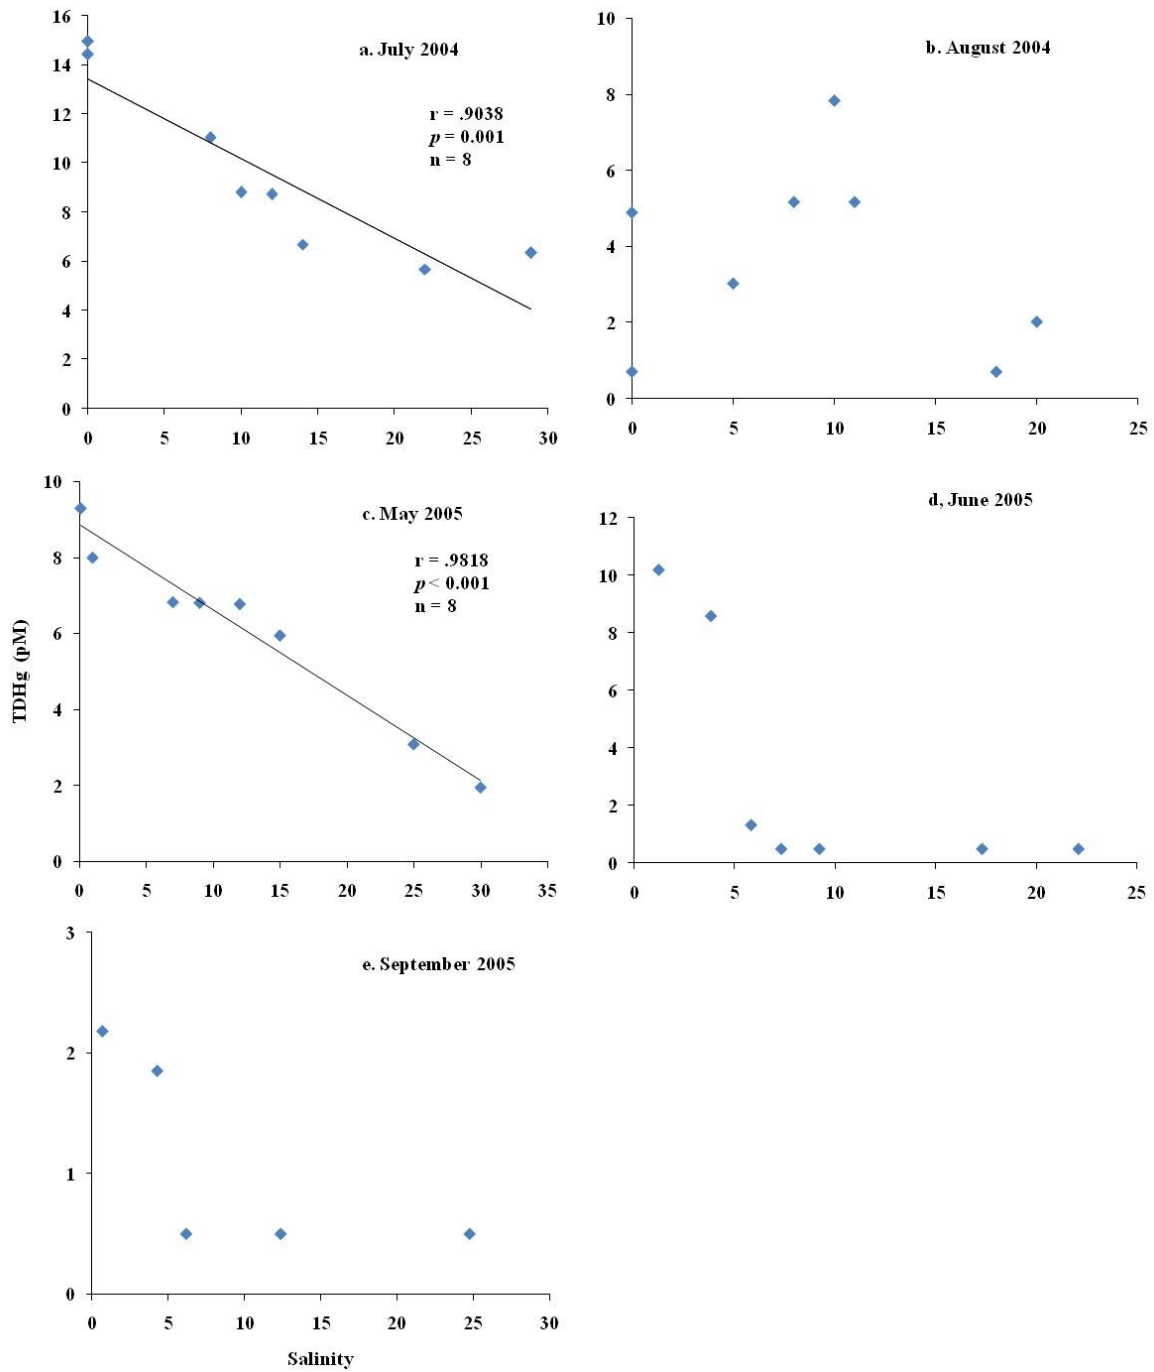 a. July 2004
r = .9038
p = 0.001
n = 8
16
14
12
10
8
6
4
2
0
0 5 10 15 20 25 30
b. August 2004
10
8
6
4
2
0
0 5 10 15 20 25
c. May 2005
r = .9818
p < 0.001
n = 8
10
8
6
4
2
0
0 5 10 15 20 25 30 35
TDHg (pM)
d, June 2005
12
10
8
6
4
2
0
0 5 10 15 20 25
e. September 2005
3
2
1
0
0 5 10 15 20 25 30
Salinity